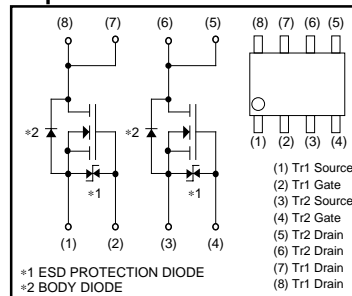 (8) (7) (6) (5)
∗2 ∗2
∗1 ∗1
(1) (2) (3) (4)
∗1 ESD PROTECTION DIODE
∗2 BODY DIODE
(8) (7) (6) (5)
(1) (2) (3) (4)
(1) Tr1 Source
(2) Tr1 Gate
(3) Tr2 Source
(4) Tr2 Gate
(5) Tr2 Drain
(6) Tr2 Drain
(7) Tr1 Drain
(8) Tr1 Drain